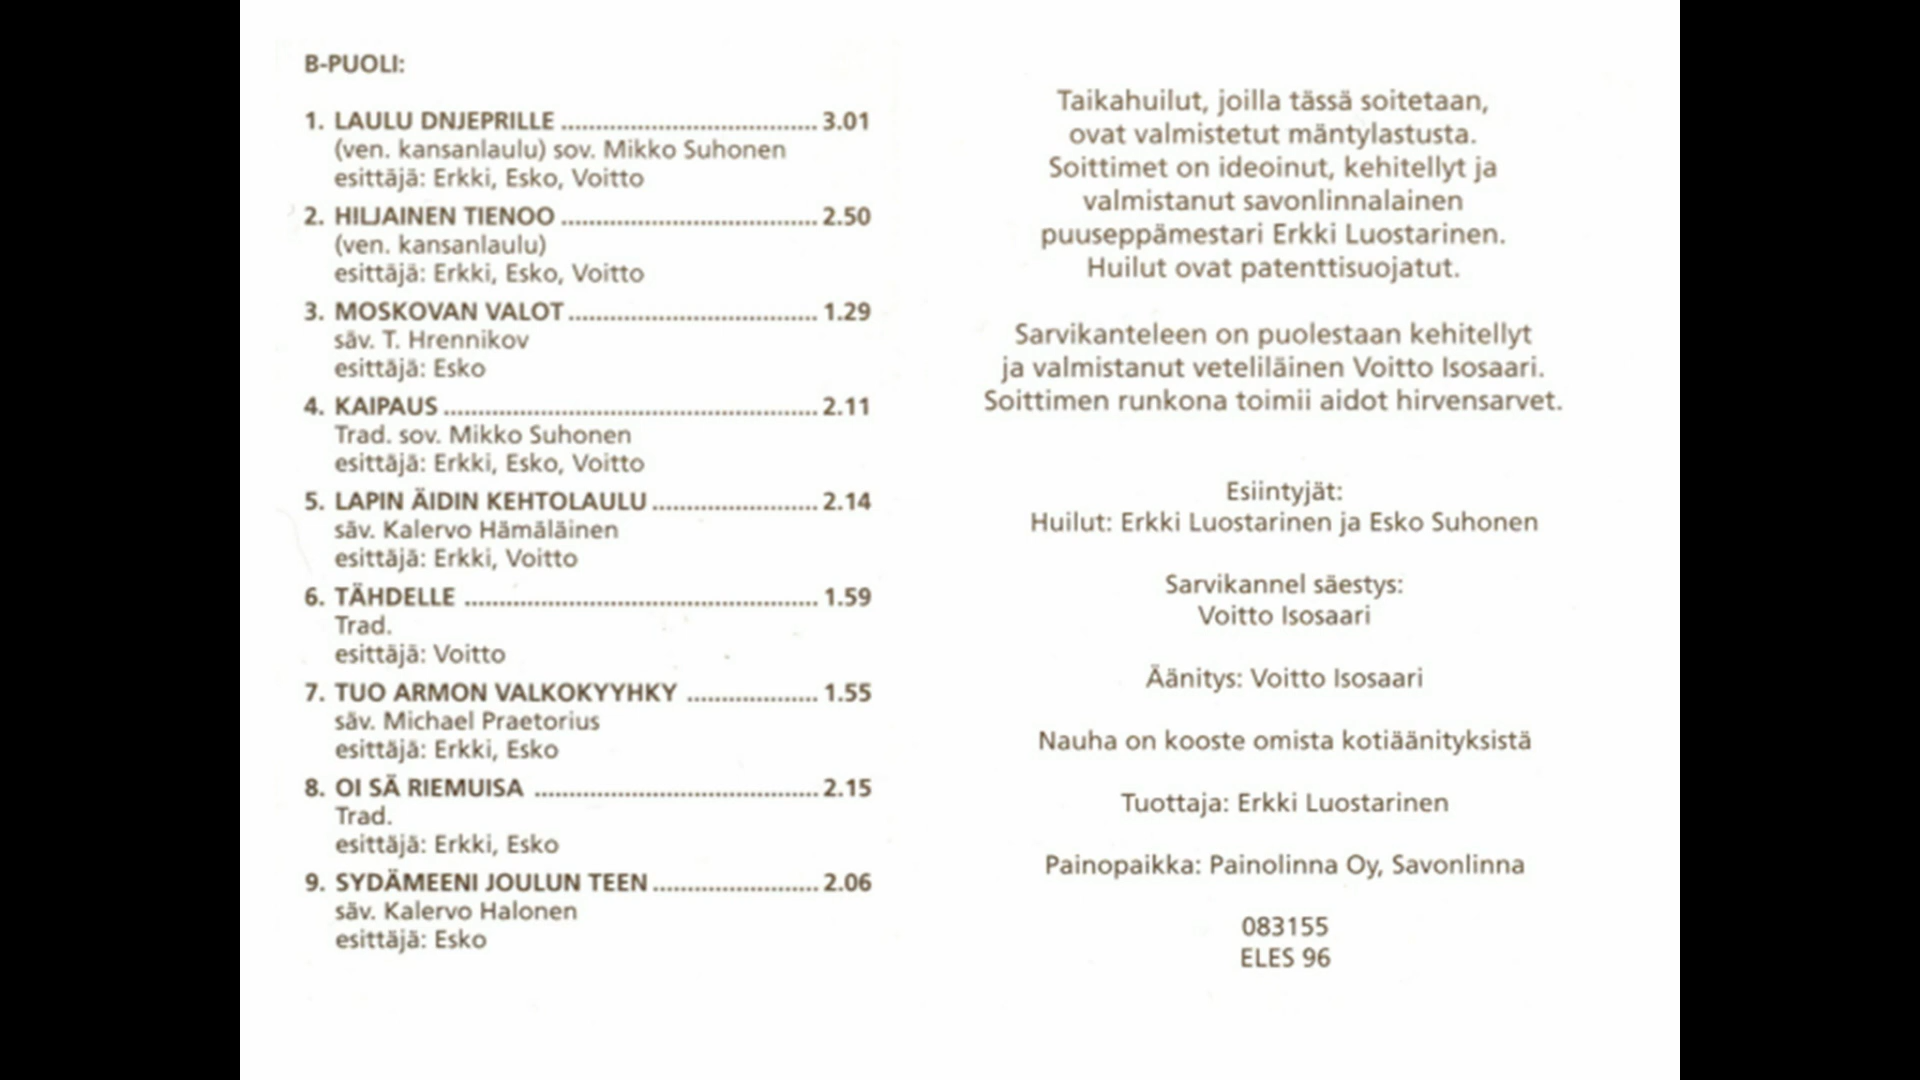 B-PUOLI:
1. LAULU DNJEPRILLE ..................................... 3.01
(ven. kansanlaulu) sov. Mikko Suhonen
esittäjä: Erkki, Esko, Voitto
2. HILJAINEN TIENOO ..................................... 2.50
(ven. kansanlaulu)
esittäjä: Erkki, Esko, Voitto
3. MOSKOVAN VALOT .................................... 1.29
säv. T. Hrennikov
esittäjä: Esko
4. KAIPAUS ...................................................... 2.11
Trad. sov. Mikko Suhonen
esittäjä: Erkki, Esko, Voitto
5. LAPIN ÄIDIN KEHTOLAULU ........................ 2.14
säv. Kalervo Hämäläinen
esittäjä: Erkki, Voitto
6. TÄHDELLE ................................................... 1.59
Trad.
esittäjä: Voitto
7. TUO ARMON VALKOKYYHKY ................... 1.55
säv. Michael Praetorius
esittäjä: Erkki, Esko
8. OI SÄ RIEMUISA ......................................... 2.15
Trad.
esittäjä: Erkki, Esko
9. SYDÄMEENI JOULUN TEEN ........................ 2.06
säv. Kalervo Halonen
esittäjä: Esko
Taikahuilut, joilla tässä soitetaan,
ovat valmistetut mäntylastusta.
Soittimet on ideoinut, kehitellyt ja
valmistanut savonlinnalainen
puuseppämestari Erkki Luostarinen.
Huilut ovat patenttisuojatut.
Sarvikanteleen on puolestaan kehitellyt
ja valmistanut veteliläinen Voitto Isosaari.
Soittimen runkona toimii aidot hirvensarvet.
Esiintyjät:
Huilut: Erkki Luostarinen ja Esko Suhonen
Sarvikannel säestys:
Voitto Isosaari
Äänitys: Voitto Isosaari
Nauha on kooste omista kotiäänityksistä
Tuottaja: Erkki Luostarinen
Painopaikka: Painolinna Oy, Savonlinna
083155
ELES 96